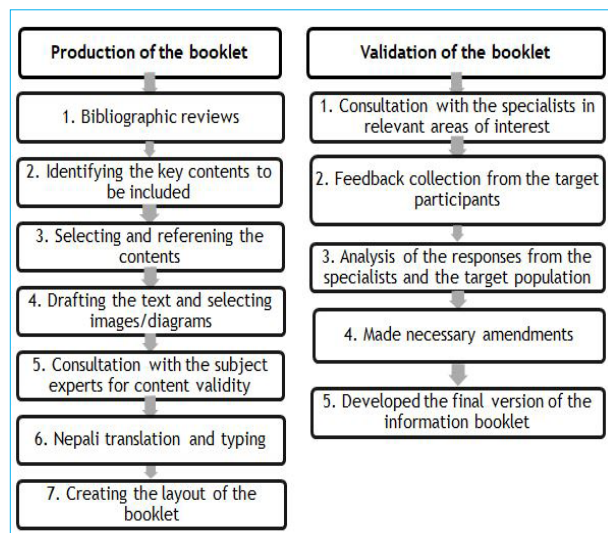 Production of the booklet
1. Bibliographic reviews
2. Identifying the key contents to
be included
3. Selecting and referening the
contents
4. Drafting the text and selecting
images/diagrams
5. Consultation with the subject
experts for content validity
6. Nepali translation and typing
7. Creating the layout of the
booklet
Validation of the booklet
1. Consultation with the specialists in
relevant areas of interest
2. Feedback collection from the target
participants
3. Analysis of the responses from the
specialists and the target population
4. Made necessary amendments
5. Developed the final version of the
information booklet